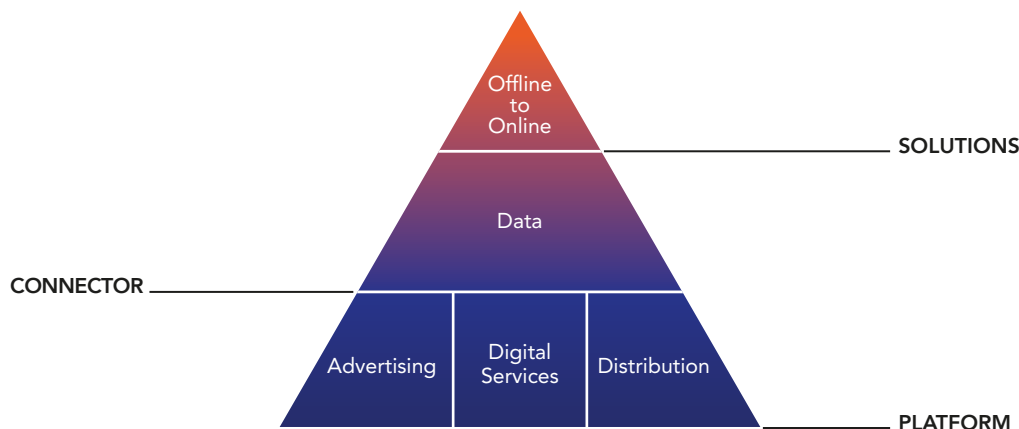 Offline
to
Online
SOLUTIONS
Data
CONNECTOR
Advertising
Digital
Services
Distribution
PLATFORM